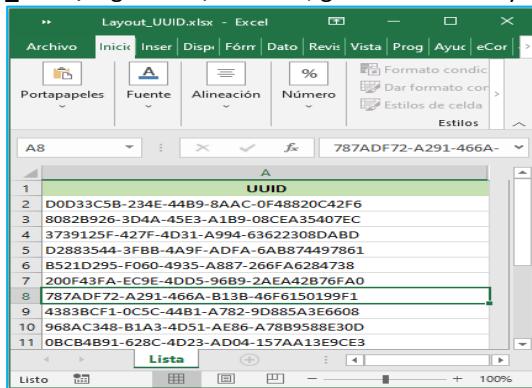 Layout_UUID.xlsx - Excel
Archivo Inicio Inser Disp Fórm Dato Revis Vista Prog Ayuc eCor
Portapapeles Fuente Alineación Número
Formato condic
Dar formato cor
Estilos de celda
Estilos
A8 fx 787ADF72-A291-466A-
A
1 UUID
2 D0D33C5B-234E-44B9-8AAC-0F48820C42F6
3 8082B926-3D4A-45E3-A1B9-08CEA35407EC
4 3739125F-427F-4D31-A994-63622308DABD
5 D2883544-3FBB-4A9F-ADFA-6AB874497861
6 B521D295-F060-4935-A887-266FA6284738
7 200F43FA-EC9E-4DD5-96B9-2AEA42B76FA0
8 787ADF72-A291-466A-B13B-46F6150199F1
9 4383BCF1-0C5C-44B1-A782-9D885A3E6608
10 968AC348-B1A3-4D51-AE86-A78B9588E30D
11 0BCB4B91-628C-4D23-AD04-157AA13E9CE3
Lista
Listo 100%